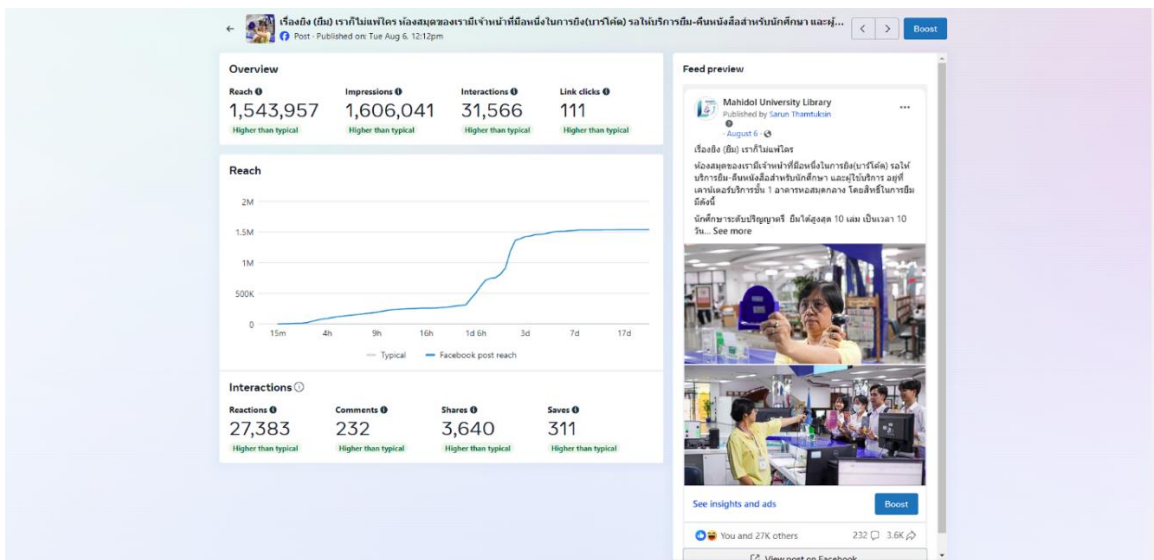 เรื่องยิง (ยืม) เราก็ไม่แพ้ใคร ห้องสมุดของเรามีเจ้าหน้าที่มือหนึ่งในการยิง(บาร์โค้ด) รอให้บริการยืม-คืนหนังสือสำหรับนักศึกษา และผู้...
Post · Published on: Tue Aug 6, 12:12pm
Boost
Overview
Reach Impressions Interactions Link clicks
1,543,957 1,606,041 31,566 111
Higher than typical Higher than typical Higher than typical Higher than typical
Reach
2M
1.5M
1M
500K
0
15m 4h 9h 16h 1d 6h 3d 7d 17d
Typical Facebook post reach
Interactions
Reactions Comments Shares Saves
27,383 232 3,640 311
Higher than typical Higher than typical Higher than typical Higher than typical
Feed preview
Mahidol University Library
Published by Sarun Thamtuksin
· August 6 ·
เรื่องยิง (ยืม) เราก็ไม่แพ้ใคร
ห้องสมุดของเรามีเจ้าหน้าที่มือหนึ่งในการยิง(บาร์โค้ด) รอให้
บริการยืม-คืนหนังสือสำหรับนักศึกษา และผู้ใช้บริการ อยู่ที่
เคาน์เตอร์บริการชั้น 1 อาคารหอสมุดกลาง โดยสิทธิ์ในการยืม
มีดังนี้
นักศึกษาระดับปริญญาตรี ยืมได้สูงสุด 10 เล่ม เป็นเวลา 10
วัน... See more
See insights and ads Boost
You and 27K others 232 3.6K
View post on Facebook